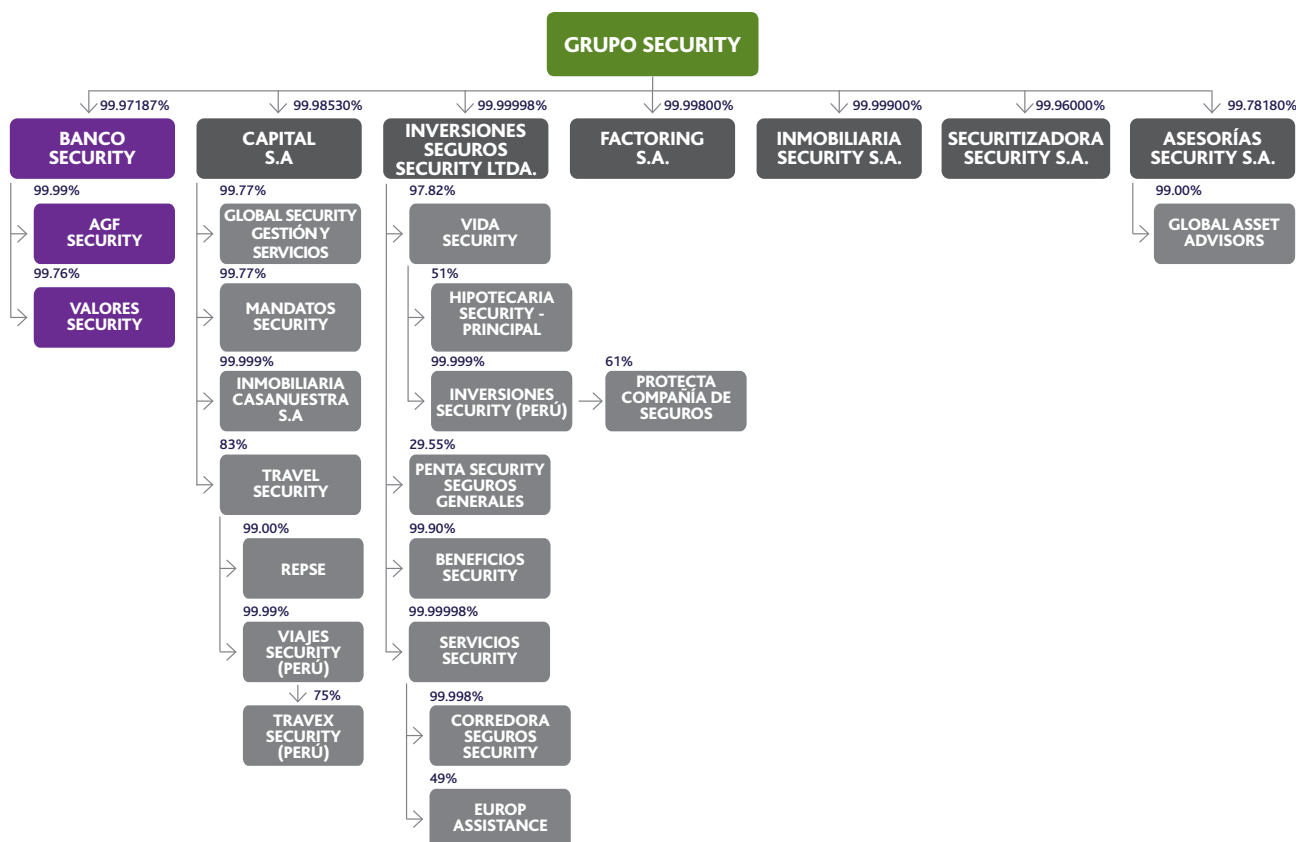 GRUPO SECURITY
99.97187%
99.98530%
99.99998%
99.99800%
99.99900%
99.96000%
99.78180%
BANCO
SECURITY
CAPITAL
S.A
INVERSIONES
SEGUROS
SECURITY LTDA.
FACTORING
S.A.
INMOBILIARIA
SECURITY S.A.
SECURITIZADORA
SECURITY S.A.
ASESORÍAS
SECURITY S.A.
99.99%
AGF
SECURITY
99.76%
VALORES
SECURITY
99.77%
GLOBAL SECURITY
GESTIÓN Y
SERVICIOS
99.77%
MANDATOS
SECURITY
99.999%
INMOBILIARIA
CASANUESTRA
S.A
83%
TRAVEL
SECURITY
99.00%
REPSE
99.99%
VIAJES
SECURITY
(PERÚ)
75%
TRAVEX
SECURITY
(PERÚ)
97.82%
VIDA
SECURITY
51%
HIPOTECARIA
SECURITY -
PRINCIPAL
99.999%
INVERSIONES
SECURITY (PERÚ)
61%
PROTECTA
COMPAÑÍA DE
SEGUROS
29.55%
PENTA SECURITY
SEGUROS
GENERALES
99.90%
BENEFICIOS
SECURITY
99.99998%
SERVICIOS
SECURITY
99.998%
CORREDORA
SEGUROS
SECURITY
49%
EUROP
ASSISTANCE
99.00%
GLOBAL ASSET
ADVISORS